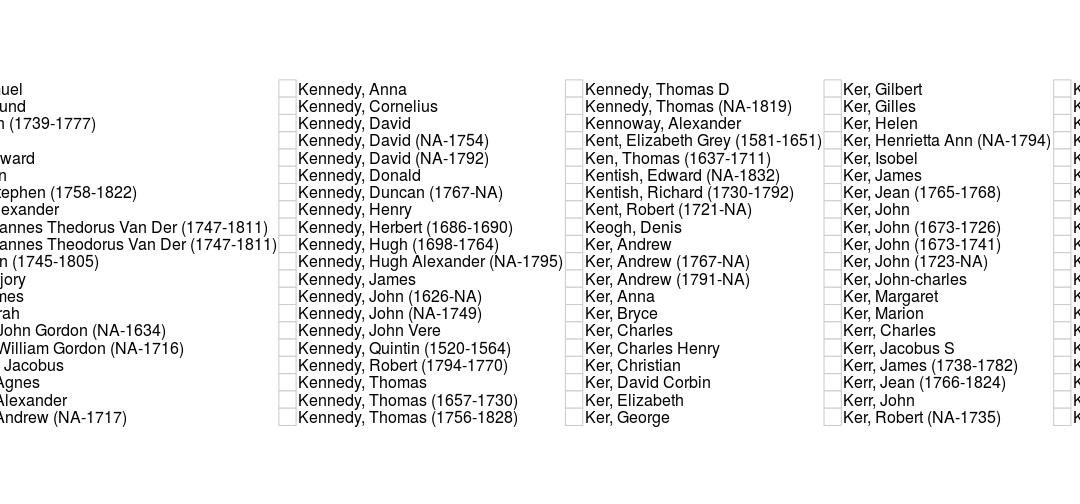 (1739-1777)
(1758-1822)
Thedorus Van Der (1747-1811)
Theodorus Van Der (1747-1811)
(1745-1805)
John Gordon (NA-1634)
William Gordon (NA-1716)
Jacobus
Agnes
Alexander
Andrew (NA-1717)
Kennedy, Anna
Kennedy, Cornelius
Kennedy, David
Kennedy, David (NA-1754)
Kennedy, David (NA-1792)
Kennedy, Donald
Kennedy, Duncan (1767-NA)
Kennedy, Henry
Kennedy, Herbert (1686-1690)
Kennedy, Hugh (1698-1764)
Kennedy, Hugh Alexander (NA-1795)
Kennedy, James
Kennedy, John (1626-NA)
Kennedy, John (NA-1749)
Kennedy, John Vere
Kennedy, Quintin (1520-1564)
Kennedy, Robert (1794-1770)
Kennedy, Thomas
Kennedy, Thomas (1657-1730)
Kennedy, Thomas (1756-1828)
Kennedy, Thomas D
Kennedy, Thomas (NA-1819)
Kennoway, Alexander
Kent, Elizabeth Grey (1581-1651)
Ken, Thomas (1637-1711)
Kentish, Edward (NA-1832)
Kentish, Richard (1730-1792)
Kent, Robert (1721-NA)
Keogh, Denis
Ker, Andrew
Ker, Andrew (1767-NA)
Ker, Andrew (1791-NA)
Ker, Anna
Ker, Bryce
Ker, Charles
Ker, Charles Henry
Ker, Christian
Ker, David Corbin
Ker, Elizabeth
Ker, George
Ker, Gilbert
Ker, Gilles
Ker, Helen
Ker, Henrietta Ann (NA-1794)
Ker, Isobel
Ker, James
Ker, Jean (1765-1768)
Ker, John
Ker, John (1673-1726)
Ker, John (1673-1741)
Ker, John (1723-NA)
Ker, John-charles
Ker, Margaret
Ker, Marion
Kerr, Charles
Kerr, Jacobus S
Kerr, James (1738-1782)
Kerr, Jean (1766-1824)
Kerr, John
Ker, Robert (NA-1735)